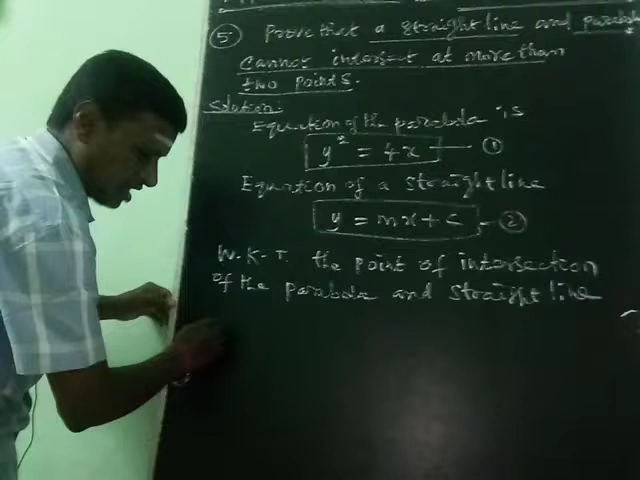 5) Prove that a straight line and parabola
cannot intersect at more than
two points.
Solution:
Equation of the parabola is
y² = 4x — ①
Equation of a straight line
y = mx + c — ②
W.K.T. the point of intersection
of the parabola and straight line